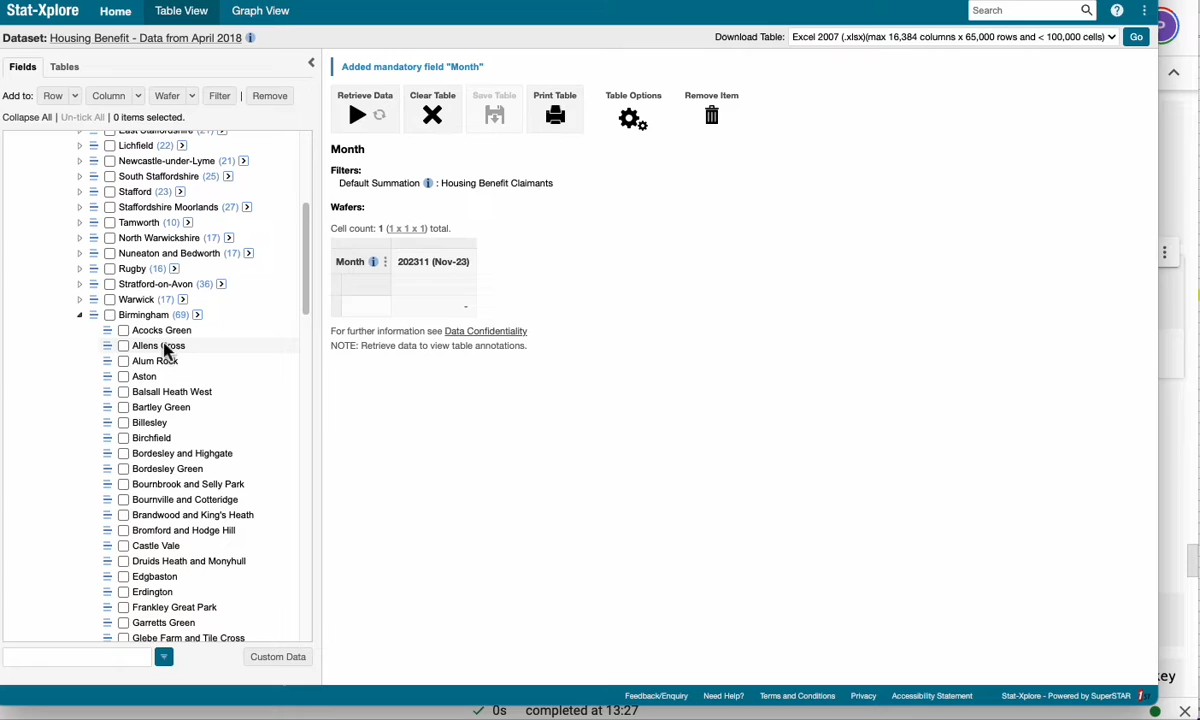 Stat-Xplore Home Table View Graph View Search
Dataset: Housing Benefit - Data from April 2018
Download Table: Excel 2007 (.xlsx)(max 16,384 columns x 65,000 rows and < 100,000 cells) Go
Fields Tables
Add to: Row Column Wafer Filter | Remove
Collapse All | Un-tick All | 0 items selected.
East Staffordshire (21)
Lichfield (22)
Newcastle-under-Lyme (21)
South Staffordshire (25)
Stafford (23)
Staffordshire Moorlands (27)
Tamworth (10)
North Warwickshire (17)
Nuneaton and Bedworth (17)
Rugby (16)
Stratford-on-Avon (36)
Warwick (17)
Birmingham (69)
Acocks Green
Allens Cross
Alum Rock
Aston
Balsall Heath West
Bartley Green
Billesley
Birchfield
Bordesley and Highgate
Bordesley Green
Bournbrook and Selly Park
Bournville and Cotteridge
Brandwood and King's Heath
Bromford and Hodge Hill
Castle Vale
Druids Heath and Monyhull
Edgbaston
Erdington
Frankley Great Park
Garretts Green
Glebe Farm and Tile Cross
Custom Data
Added mandatory field "Month"
Retrieve Data Clear Table Save Table Print Table Table Options Remove Item
Month
Filters:
Default Summation : Housing Benefit Claimants
Wafers:
Cell count: 1 (1 x 1 x 1) total.
Month 202311 (Nov-23)
-
For further information see Data Confidentiality
NOTE: Retrieve data to view table annotations.
Feedback/Enquiry Need Help? Terms and Conditions Privacy Accessibility Statement Stat-Xplore - Powered by SuperSTAR
key
0s completed at 13:27